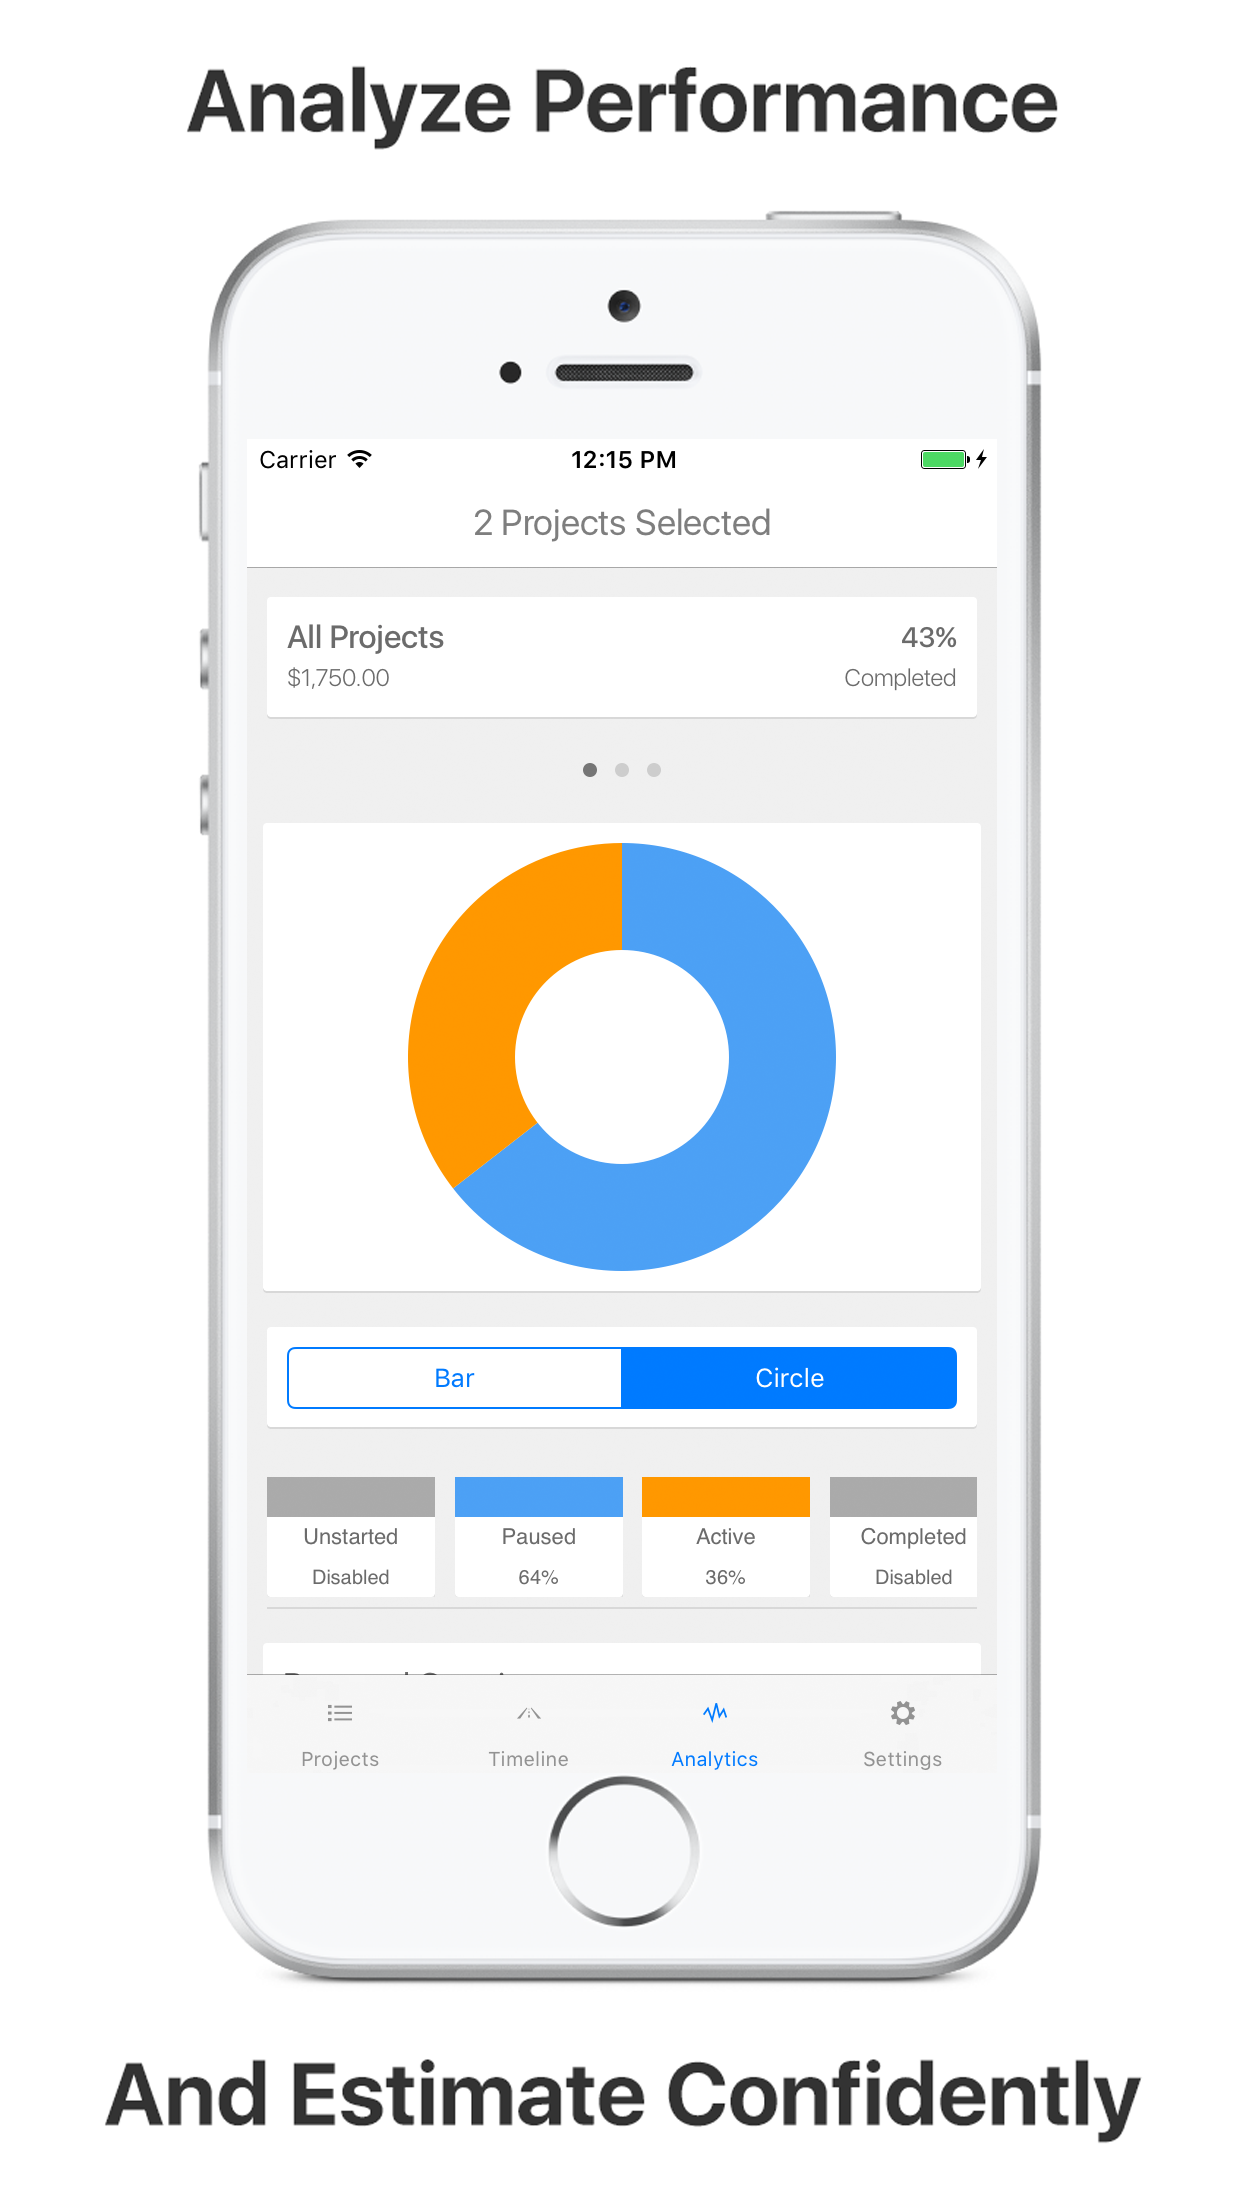 Analyze Performance
Carrier 12:15 PM
2 Projects Selected
All Projects 43%
$1,750.00 Completed
Bar Circle
Unstarted Paused Active Completed
Disabled 64% 36% Disabled
Projects Timeline Analytics Settings
And Estimate Confidently